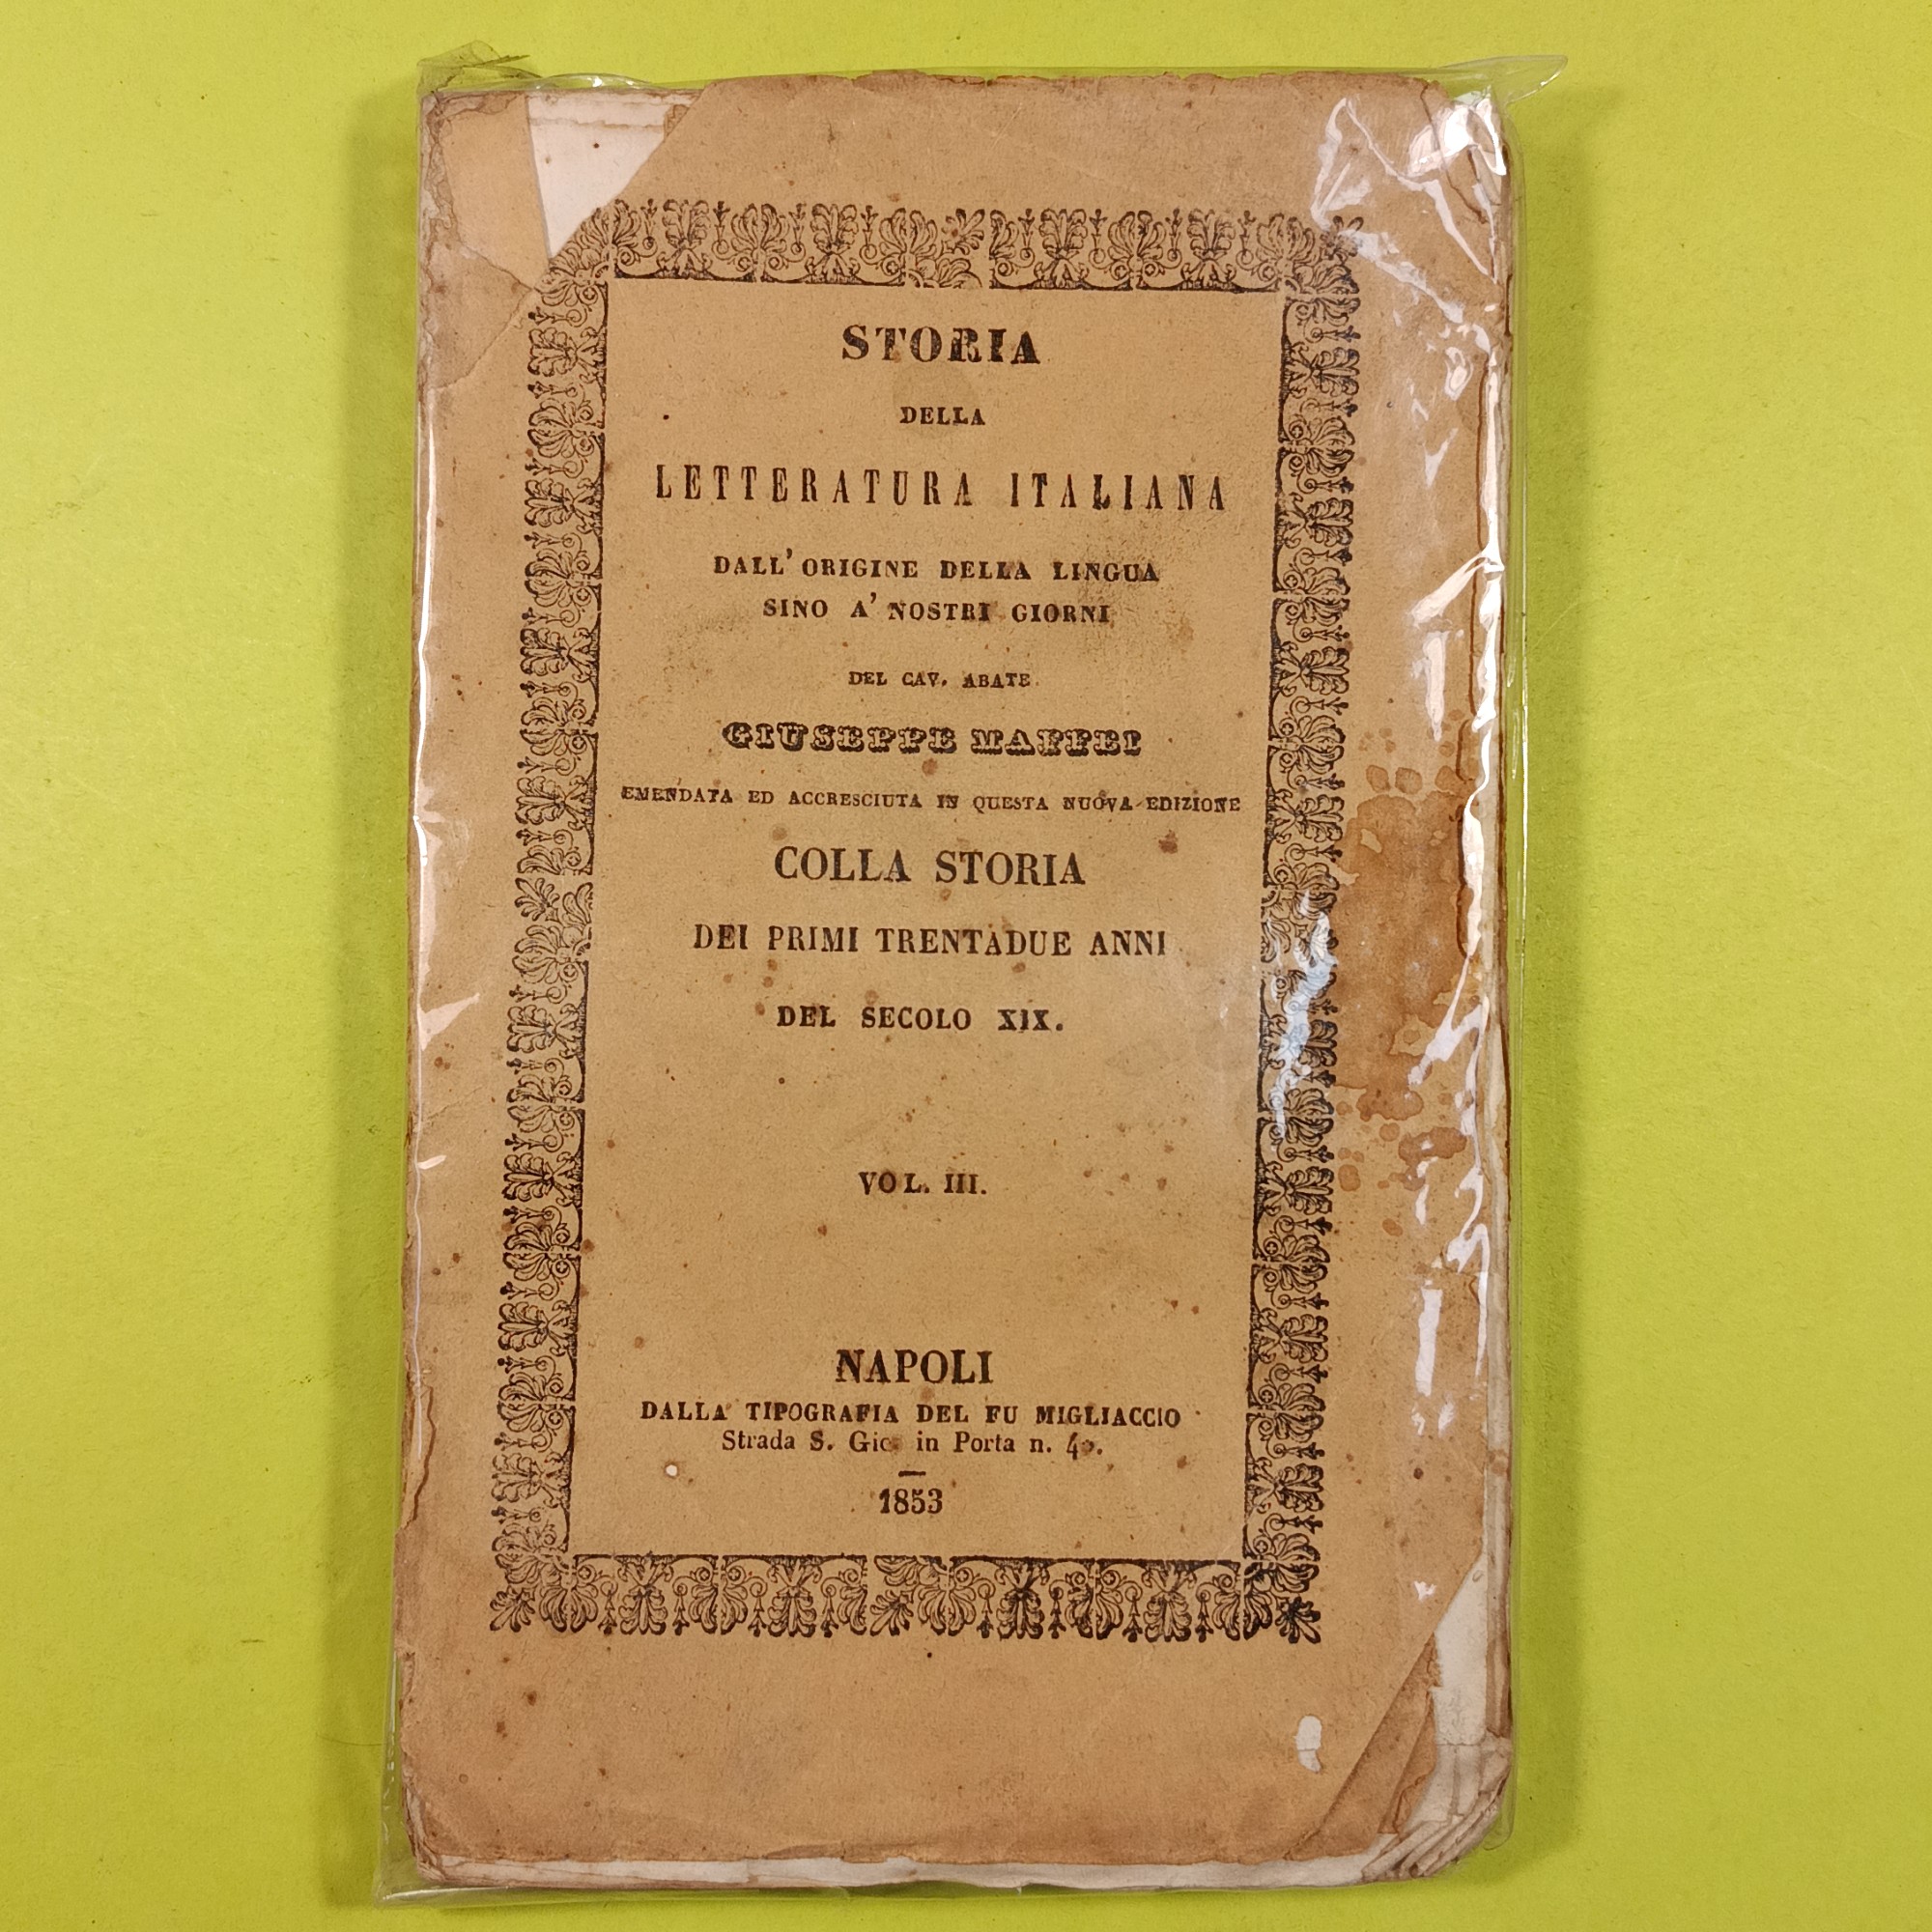 STORIA
DELLA
LETTERATURA ITALIANA
DALL' ORIGINE DELLA LINGUA
SINO A' NOSTRI GIORNI
DEL CAV. ABATE
GIUSEPPE MAFFEI
EMENDATA ED ACCRESCIUTA IN QUESTA NUOVA EDIZIONE
COLLA STORIA
DEI PRIMI TRENTADUE ANNI
DEL SECOLO XIX.
VOL. III.
NAPOLI
DALLA TIPOGRAFIA DEL FU MIGLIACCIO
Strada S. in Porta n.
1853